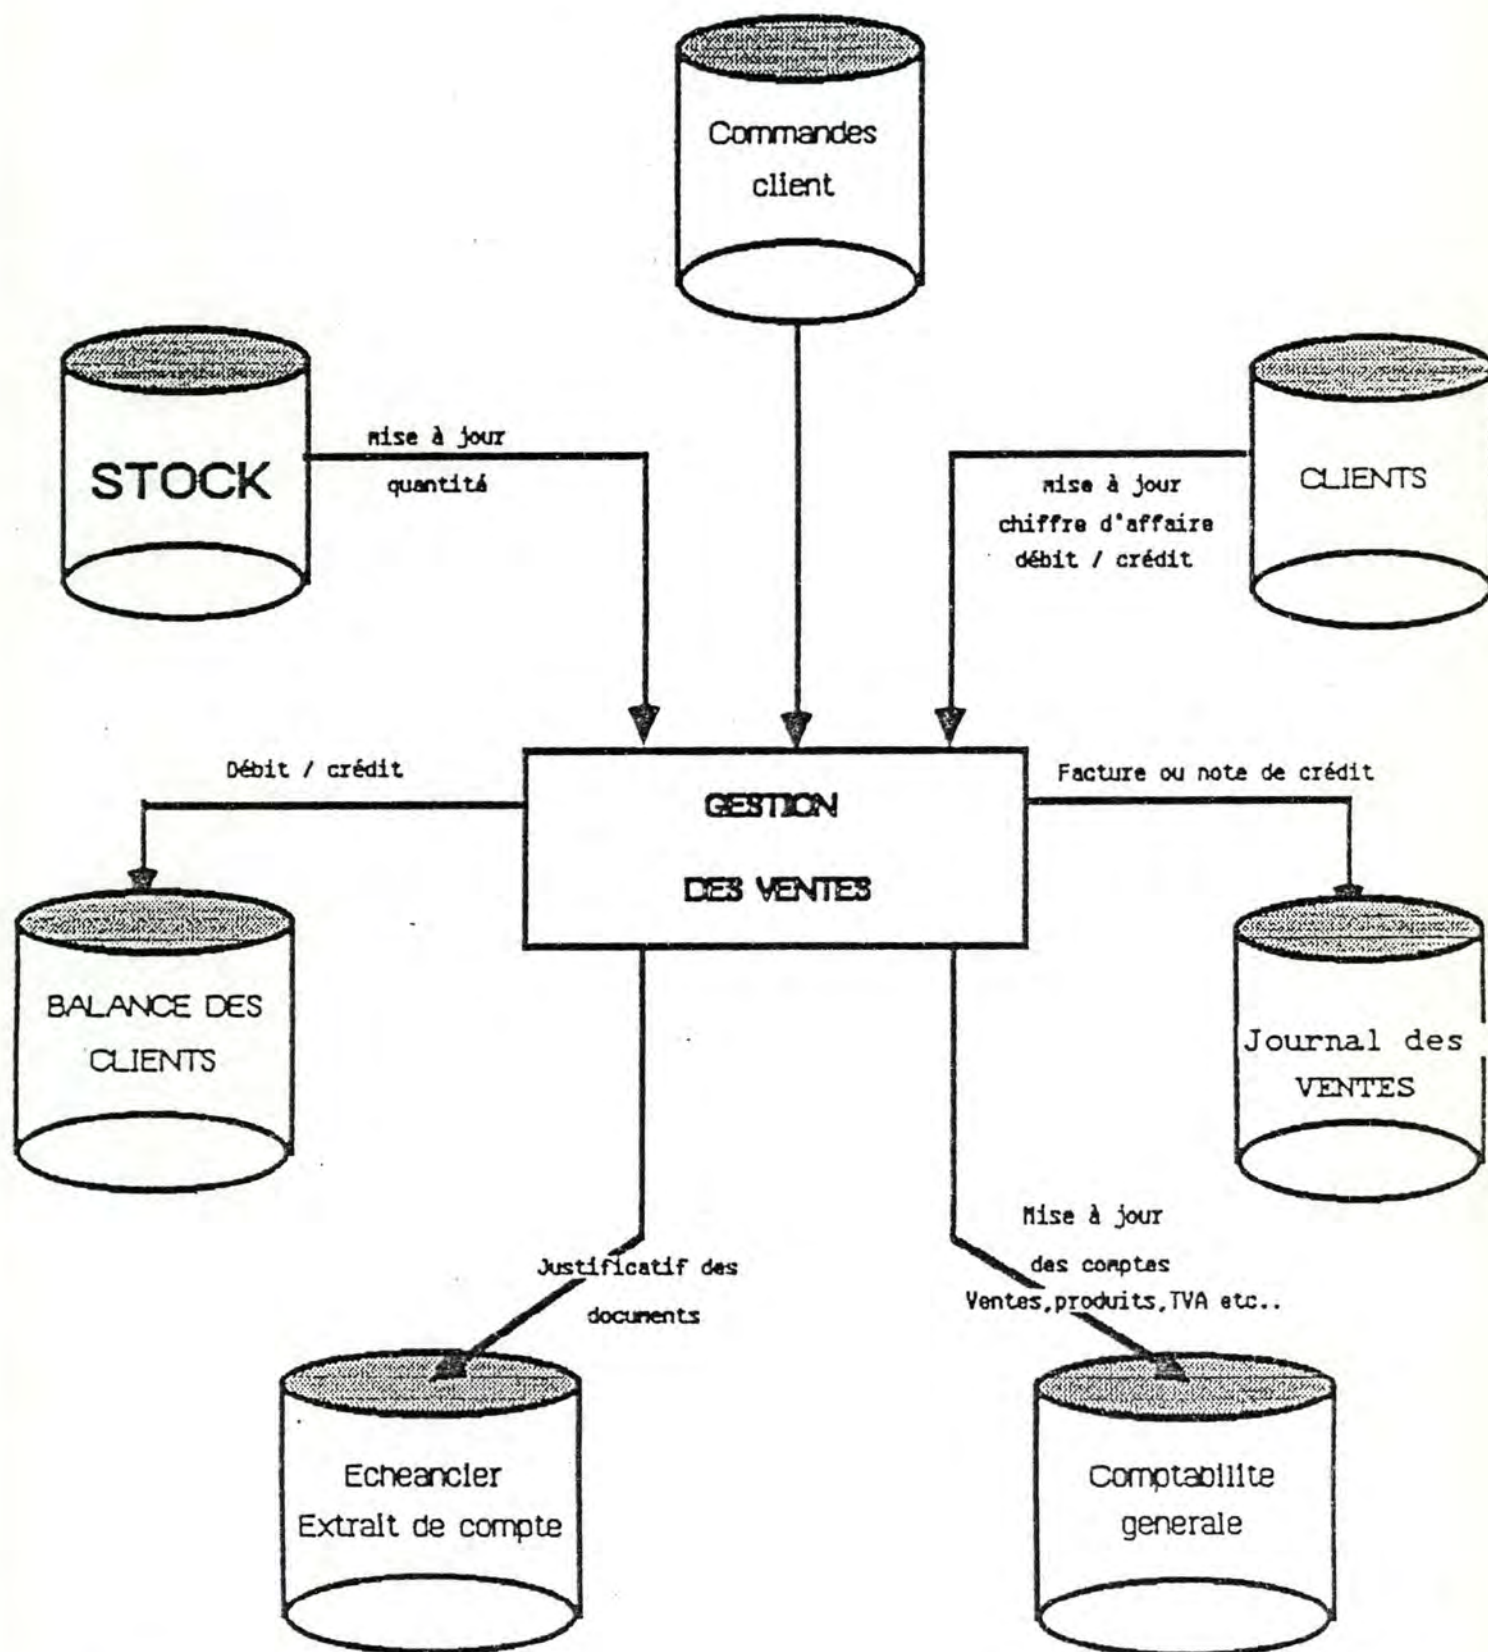 Commandes
client
STOCK
mise à jour
quantité
mise à jour
chiffre d'affaire
débit / crédit
CLIENTS
Débit / crédit
GESTION
DES VENTES
Facture ou note de crédit
BALANCE DES
CLIENTS
Journal des
VENTES
Justificatif des
documents
Mise à jour
des comptes
Ventes,produits,TVA etc..
Echeancier
Extrait de compte
Comptabilite
generale